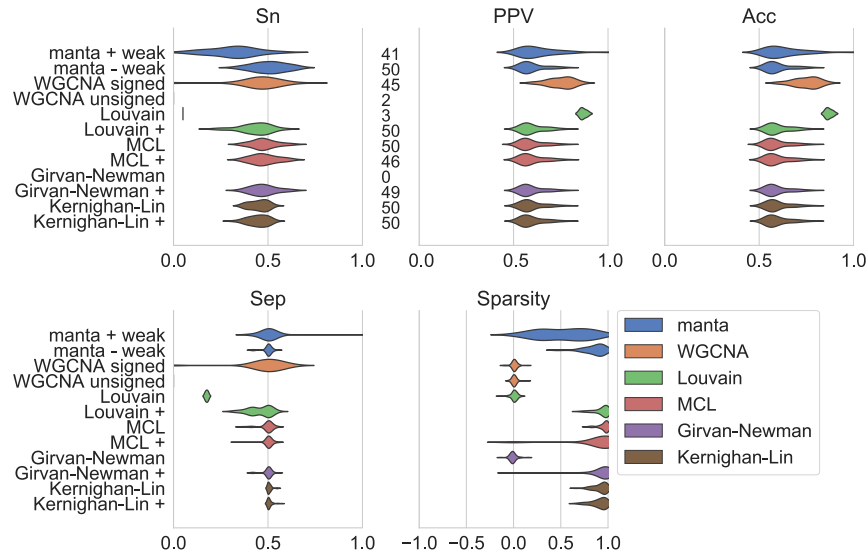 Sn PPV Acc
manta + weak 41
manta - weak 50
WGCNA signed 45
WGCNA unsigned 2
Louvain 3
Louvain + 50
MCL 50
MCL + 46
Girvan-Newman 0
Girvan-Newman + 49
Kernighan-Lin 50
Kernighan-Lin + 50
0.0 0.5 1.0 0.0 0.5 1.0 0.0 0.5 1.0
Sep Sparsity
manta + weak manta
manta - weak WGCNA
WGCNA signed Louvain
WGCNA unsigned MCL
Louvain Girvan-Newman
Louvain + Kernighan-Lin
MCL
MCL +
Girvan-Newman
Girvan-Newman +
Kernighan-Lin
Kernighan-Lin +
0.0 0.5 1.0 −1.0 −0.5 0.0 0.5 1.0